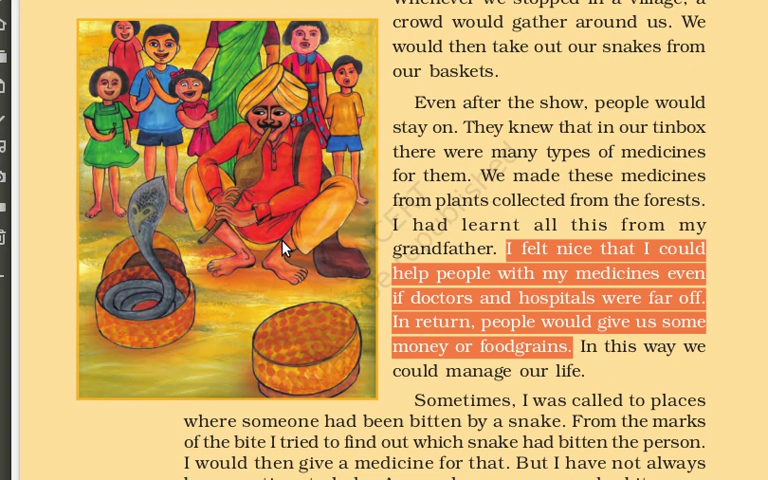 crowd would gather around us. We
would then take out our snakes from
our baskets.
Even after the show, people would
stay on. They knew that in our tinbox
there were many types of medicines
for them. We made these medicines
from plants collected from the forests.
I had learnt all this from my
grandfather. I felt nice that I could
help people with my medicines even
if doctors and hospitals were far off.
In return, people would give us some
money or foodgrains. In this way we
could manage our life.
Sometimes, I was called to places
where someone had been bitten by a snake. From the marks
of the bite I tried to find out which snake had bitten the person.
I would then give a medicine for that. But I have not always